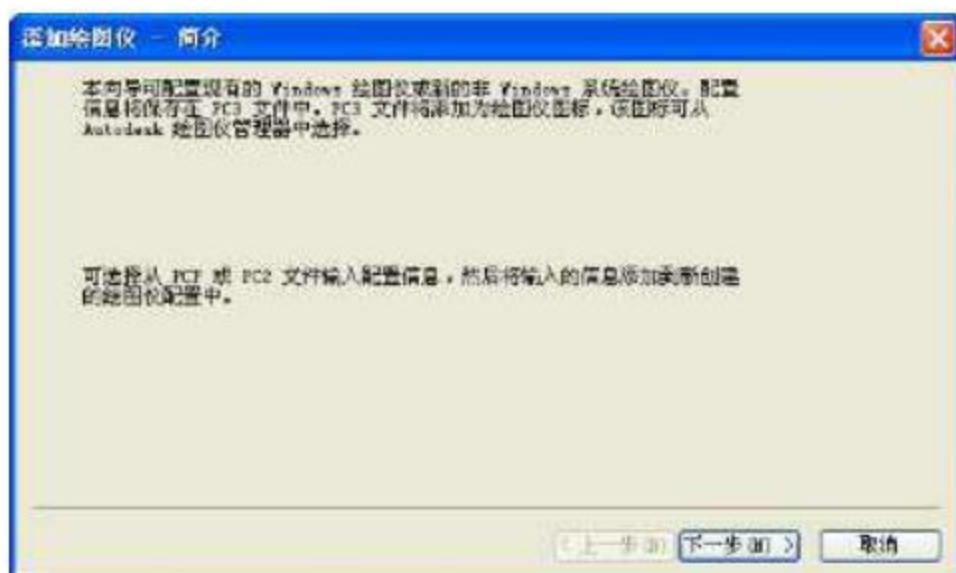 添加绘图仪 - 简介
本向导可配置现有的 Windows 绘图仪或新的非 Windows 系统绘图仪。配置
信息将保存在 PC3 文件中。PC3 文件将添加为绘图仪图标，该图标可从
Autodesk 绘图仪管理器中选择。
可选择从 PCP 或 PC2 文件输入配置信息，然后将输入的信息添加到新创建
的绘图仪配置中。
<上一步 下一步(N) > 取消